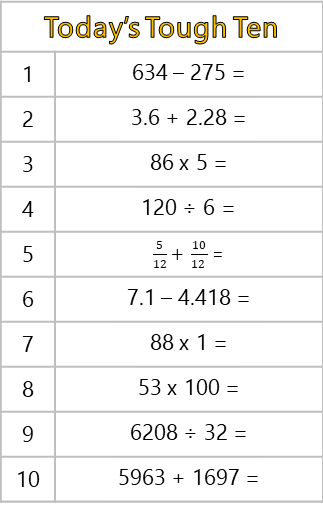 Today's Tough Ten
1 634 – 275 =
2 3.6 + 2.28 =
3 86 x 5 =
4 120 ÷ 6 =
5 5/12 + 10/12 =
6 7.1 – 4.418 =
7 88 x 1 =
8 53 x 100 =
9 6208 ÷ 32 =
10 5963 + 1697 =